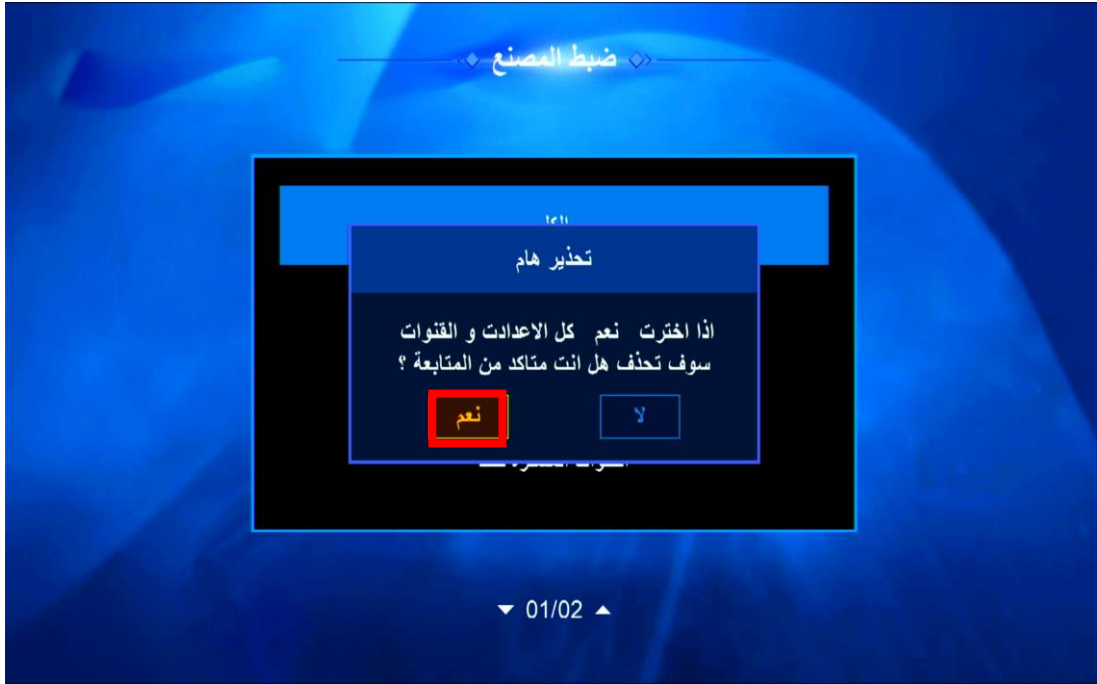 ضبط المصنع
تحذير هام
اذا اخترت نعم كل الاعدادت و القنوات
سوف تحذف هل انت متاكد من المتابعة ؟
لا
نعم
01/02